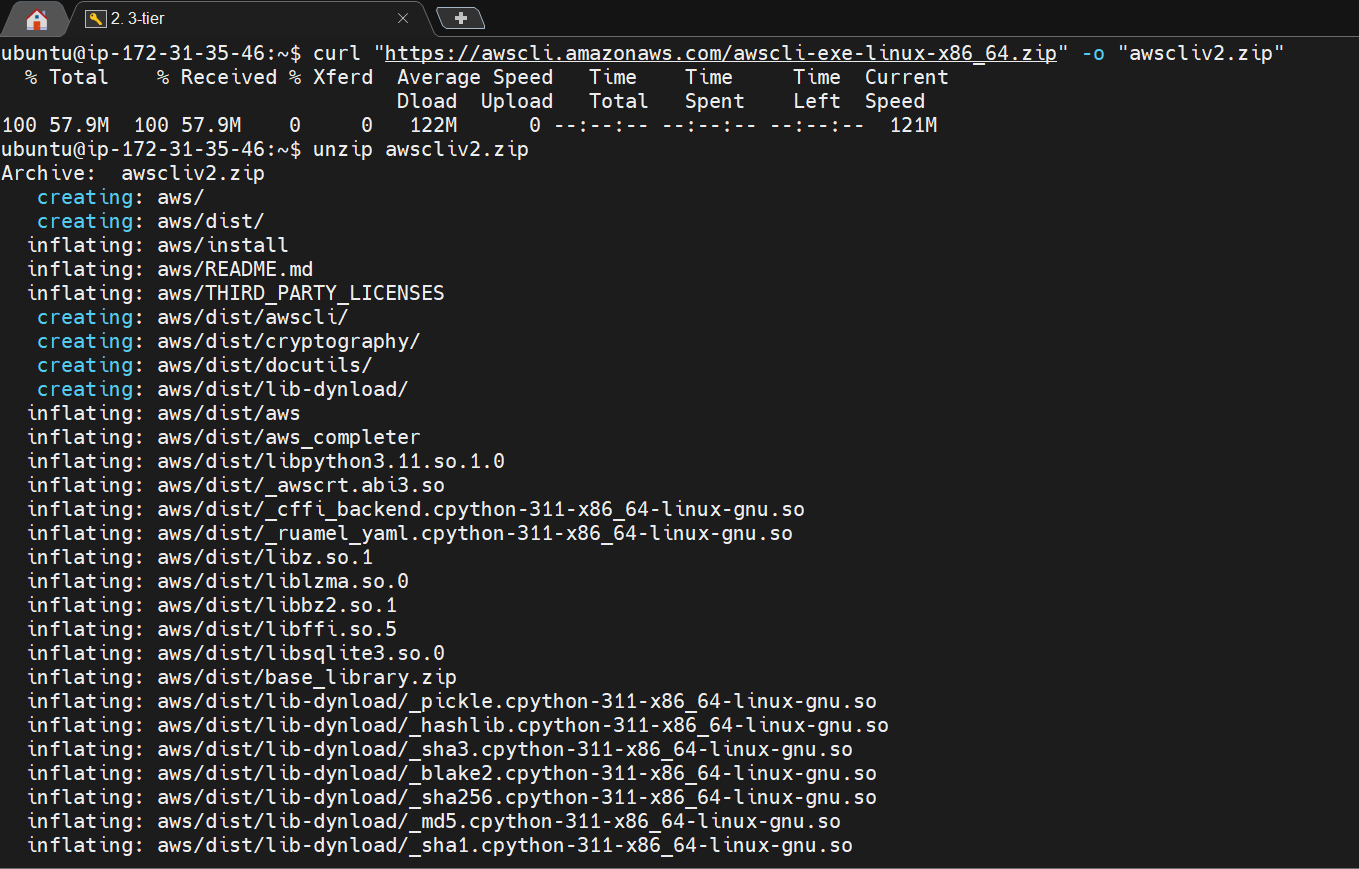 2. 3-tier
ubuntu@ip-172-31-35-46:~$ curl "https://awscli.amazonaws.com/awscli-exe-linux-x86_64.zip" -o "awscliv2.zip"
  % Total    % Received % Xferd  Average Speed   Time    Time     Time  Current
                                 Dload  Upload   Total   Spent    Left  Speed
100 57.9M  100 57.9M    0     0   122M      0 --:--:-- --:--:-- --:--:--  121M
ubuntu@ip-172-31-35-46:~$ unzip awscliv2.zip
Archive:  awscliv2.zip
   creating: aws/
   creating: aws/dist/
  inflating: aws/install
  inflating: aws/README.md
  inflating: aws/THIRD_PARTY_LICENSES
   creating: aws/dist/awscli/
   creating: aws/dist/cryptography/
   creating: aws/dist/docutils/
   creating: aws/dist/lib-dynload/
  inflating: aws/dist/aws
  inflating: aws/dist/aws_completer
  inflating: aws/dist/libpython3.11.so.1.0
  inflating: aws/dist/_awscrt.abi3.so
  inflating: aws/dist/_cffi_backend.cpython-311-x86_64-linux-gnu.so
  inflating: aws/dist/_ruamel_yaml.cpython-311-x86_64-linux-gnu.so
  inflating: aws/dist/libz.so.1
  inflating: aws/dist/liblzma.so.0
  inflating: aws/dist/libbz2.so.1
  inflating: aws/dist/libffi.so.5
  inflating: aws/dist/libsqlite3.so.0
  inflating: aws/dist/base_library.zip
  inflating: aws/dist/lib-dynload/_pickle.cpython-311-x86_64-linux-gnu.so
  inflating: aws/dist/lib-dynload/_hashlib.cpython-311-x86_64-linux-gnu.so
  inflating: aws/dist/lib-dynload/_sha3.cpython-311-x86_64-linux-gnu.so
  inflating: aws/dist/lib-dynload/_blake2.cpython-311-x86_64-linux-gnu.so
  inflating: aws/dist/lib-dynload/_sha256.cpython-311-x86_64-linux-gnu.so
  inflating: aws/dist/lib-dynload/_md5.cpython-311-x86_64-linux-gnu.so
  inflating: aws/dist/lib-dynload/_sha1.cpython-311-x86_64-linux-gnu.so